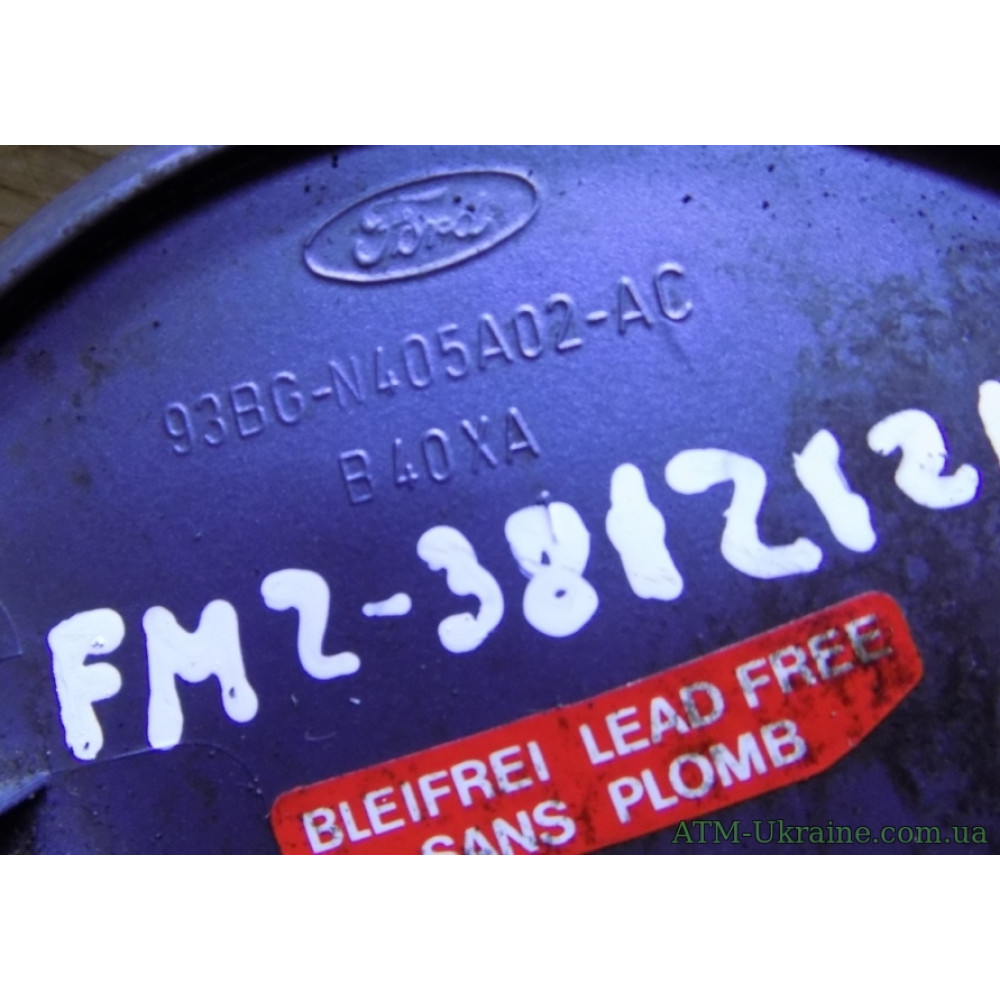 Ford
93BG-N405A02-AC
B40XA
FM2-381212
BLEIFREI LEAD FREE
SANS PLOMB
ATM-Ukraine.com.ua